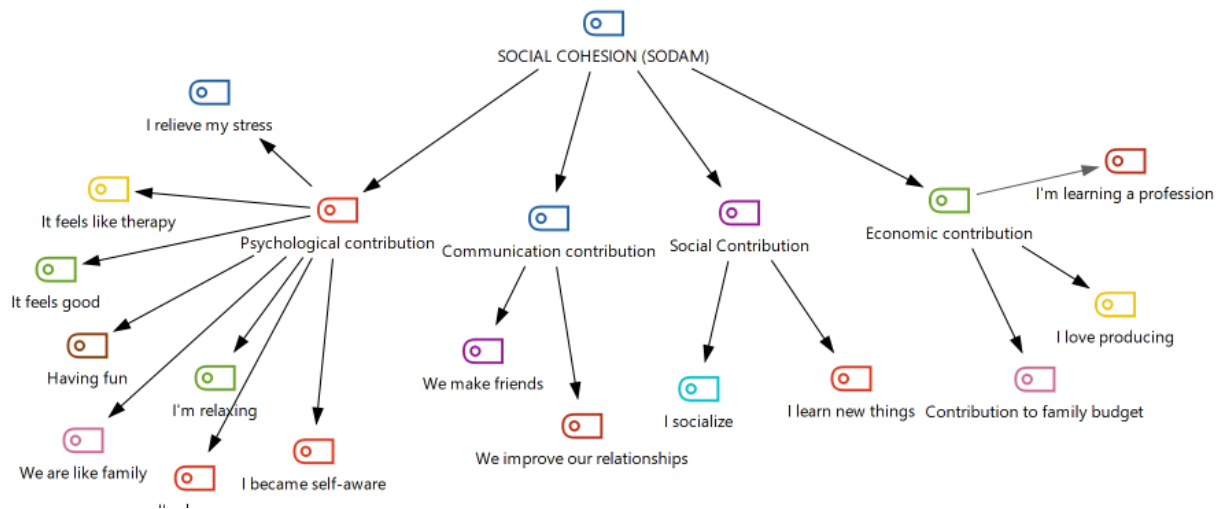 SOCIAL COHESION (SODAM)
I relieve my stress
It feels like therapy
Psychological contribution
Communication contribution
Social Contribution
Economic contribution
I'm learning a profession
It feels good
Having fun
I'm relaxing
We are like family
I became self-aware
We make friends
We improve our relationships
I socialize
I learn new things
Contribution to family budget
I love producing